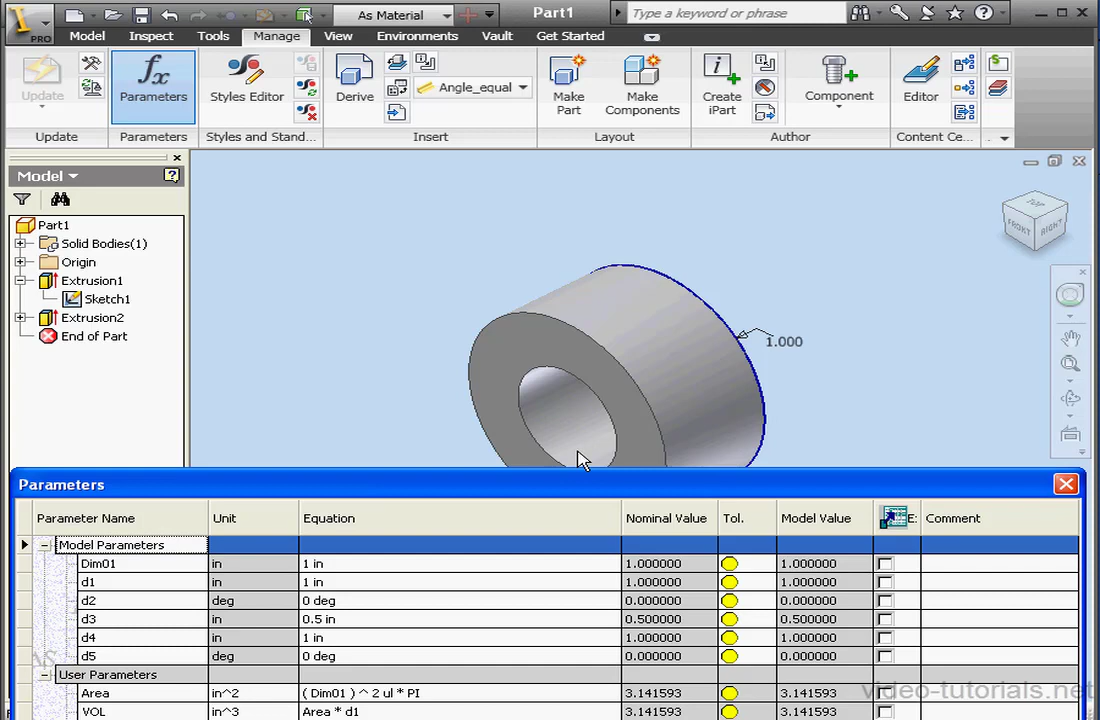 PRO
As Material
Part1
Type a keyword or phrase
Model Inspect Tools Manage View Environments Vault Get Started
Update
Parameters
Styles Editor
Derive
Angle_equal
Make Part
Make Components
Create iPart
Component
Editor
Update Parameters Styles and Stand... Insert Layout Author Content Ce...
Model
Part1
Solid Bodies(1)
Origin
Extrusion1
Sketch1
Extrusion2
End of Part
TOP
FRONT
RIGHT
1.000
Parameters
Parameter Name Unit Equation Nominal Value Tol. Model Value E: Comment
Model Parameters
Dim01 in 1 in 1.000000 1.000000
d1 in 1 in 1.000000 1.000000
d2 deg 0 deg 0.000000 0.000000
d3 in 0.5 in 0.500000 0.500000
d4 in 1 in 1.000000 1.000000
d5 deg 0 deg 0.000000 0.000000
User Parameters
Area in^2 ( Dim01 ) ^ 2 ul * PI 3.141593 3.141593
VOL in^3 Area * d1 3.141593 3.141593
video-tutorials.net